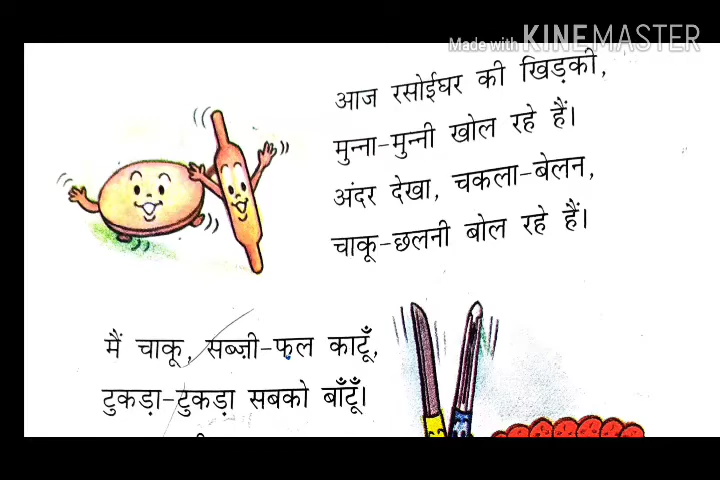 Made with KINEMASTER
आज रसोईघर की खिड़की,
मुन्ना-मुन्नी खोल रहे हैं।
अंदर देखा, चकला-बेलन,
चाकू-छलनी बोल रहे हैं।
मैं चाकू, सब्ज़ी-फल काटूँ,
टुकड़ा-टुकड़ा सबको बाँटूँ।